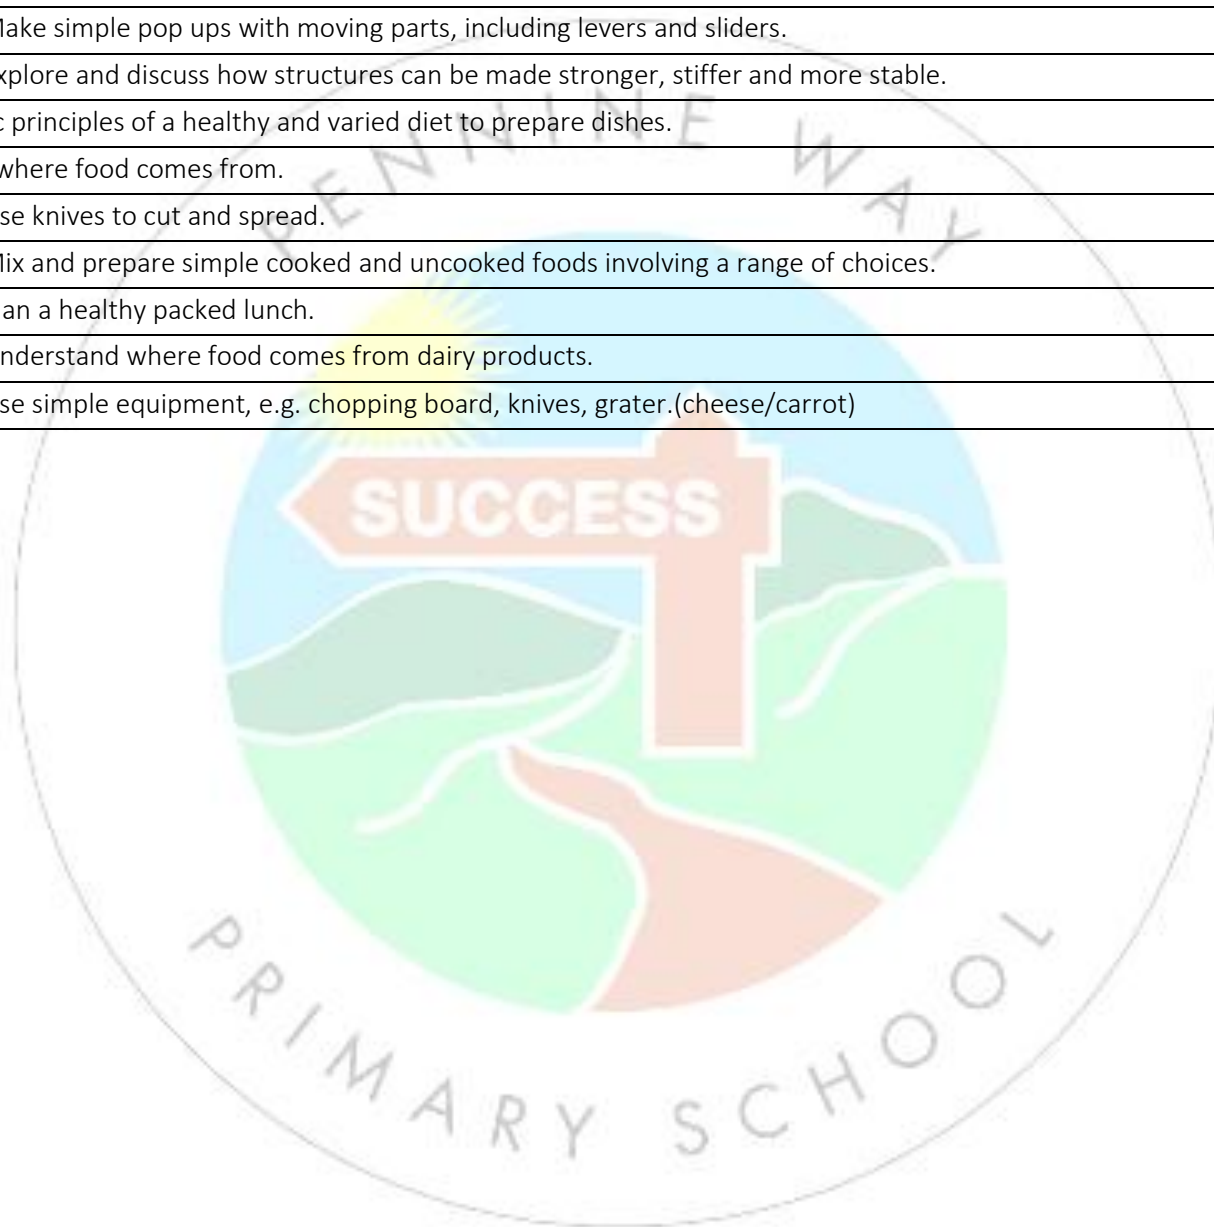 Make simple pop ups with moving parts, including levers and sliders.
xplore and discuss how structures can be made stronger, stiffer and more stable.
c principles of a healthy and varied diet to prepare dishes.
where food comes from.
se knives to cut and spread.
Mix and prepare simple cooked and uncooked foods involving a range of choices.
an a healthy packed lunch.
nderstand where food comes from dairy products.
se simple equipment, e.g. chopping board, knives, grater.(cheese/carrot)
PENNINE WAY
SUCCESS
PRIMARY SCHOOL